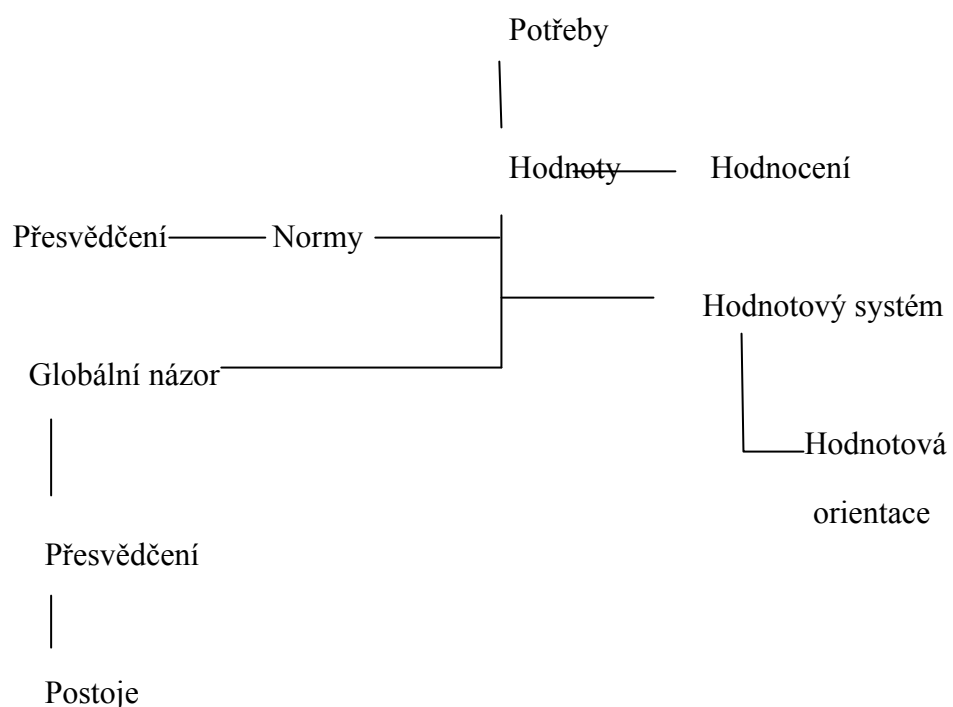 Potřeby
Hodnoty Hodnocení
Přesvědčení Normy
Hodnotový systém
Globální názor
Hodnotová
orientace
Přesvědčení
Postoje